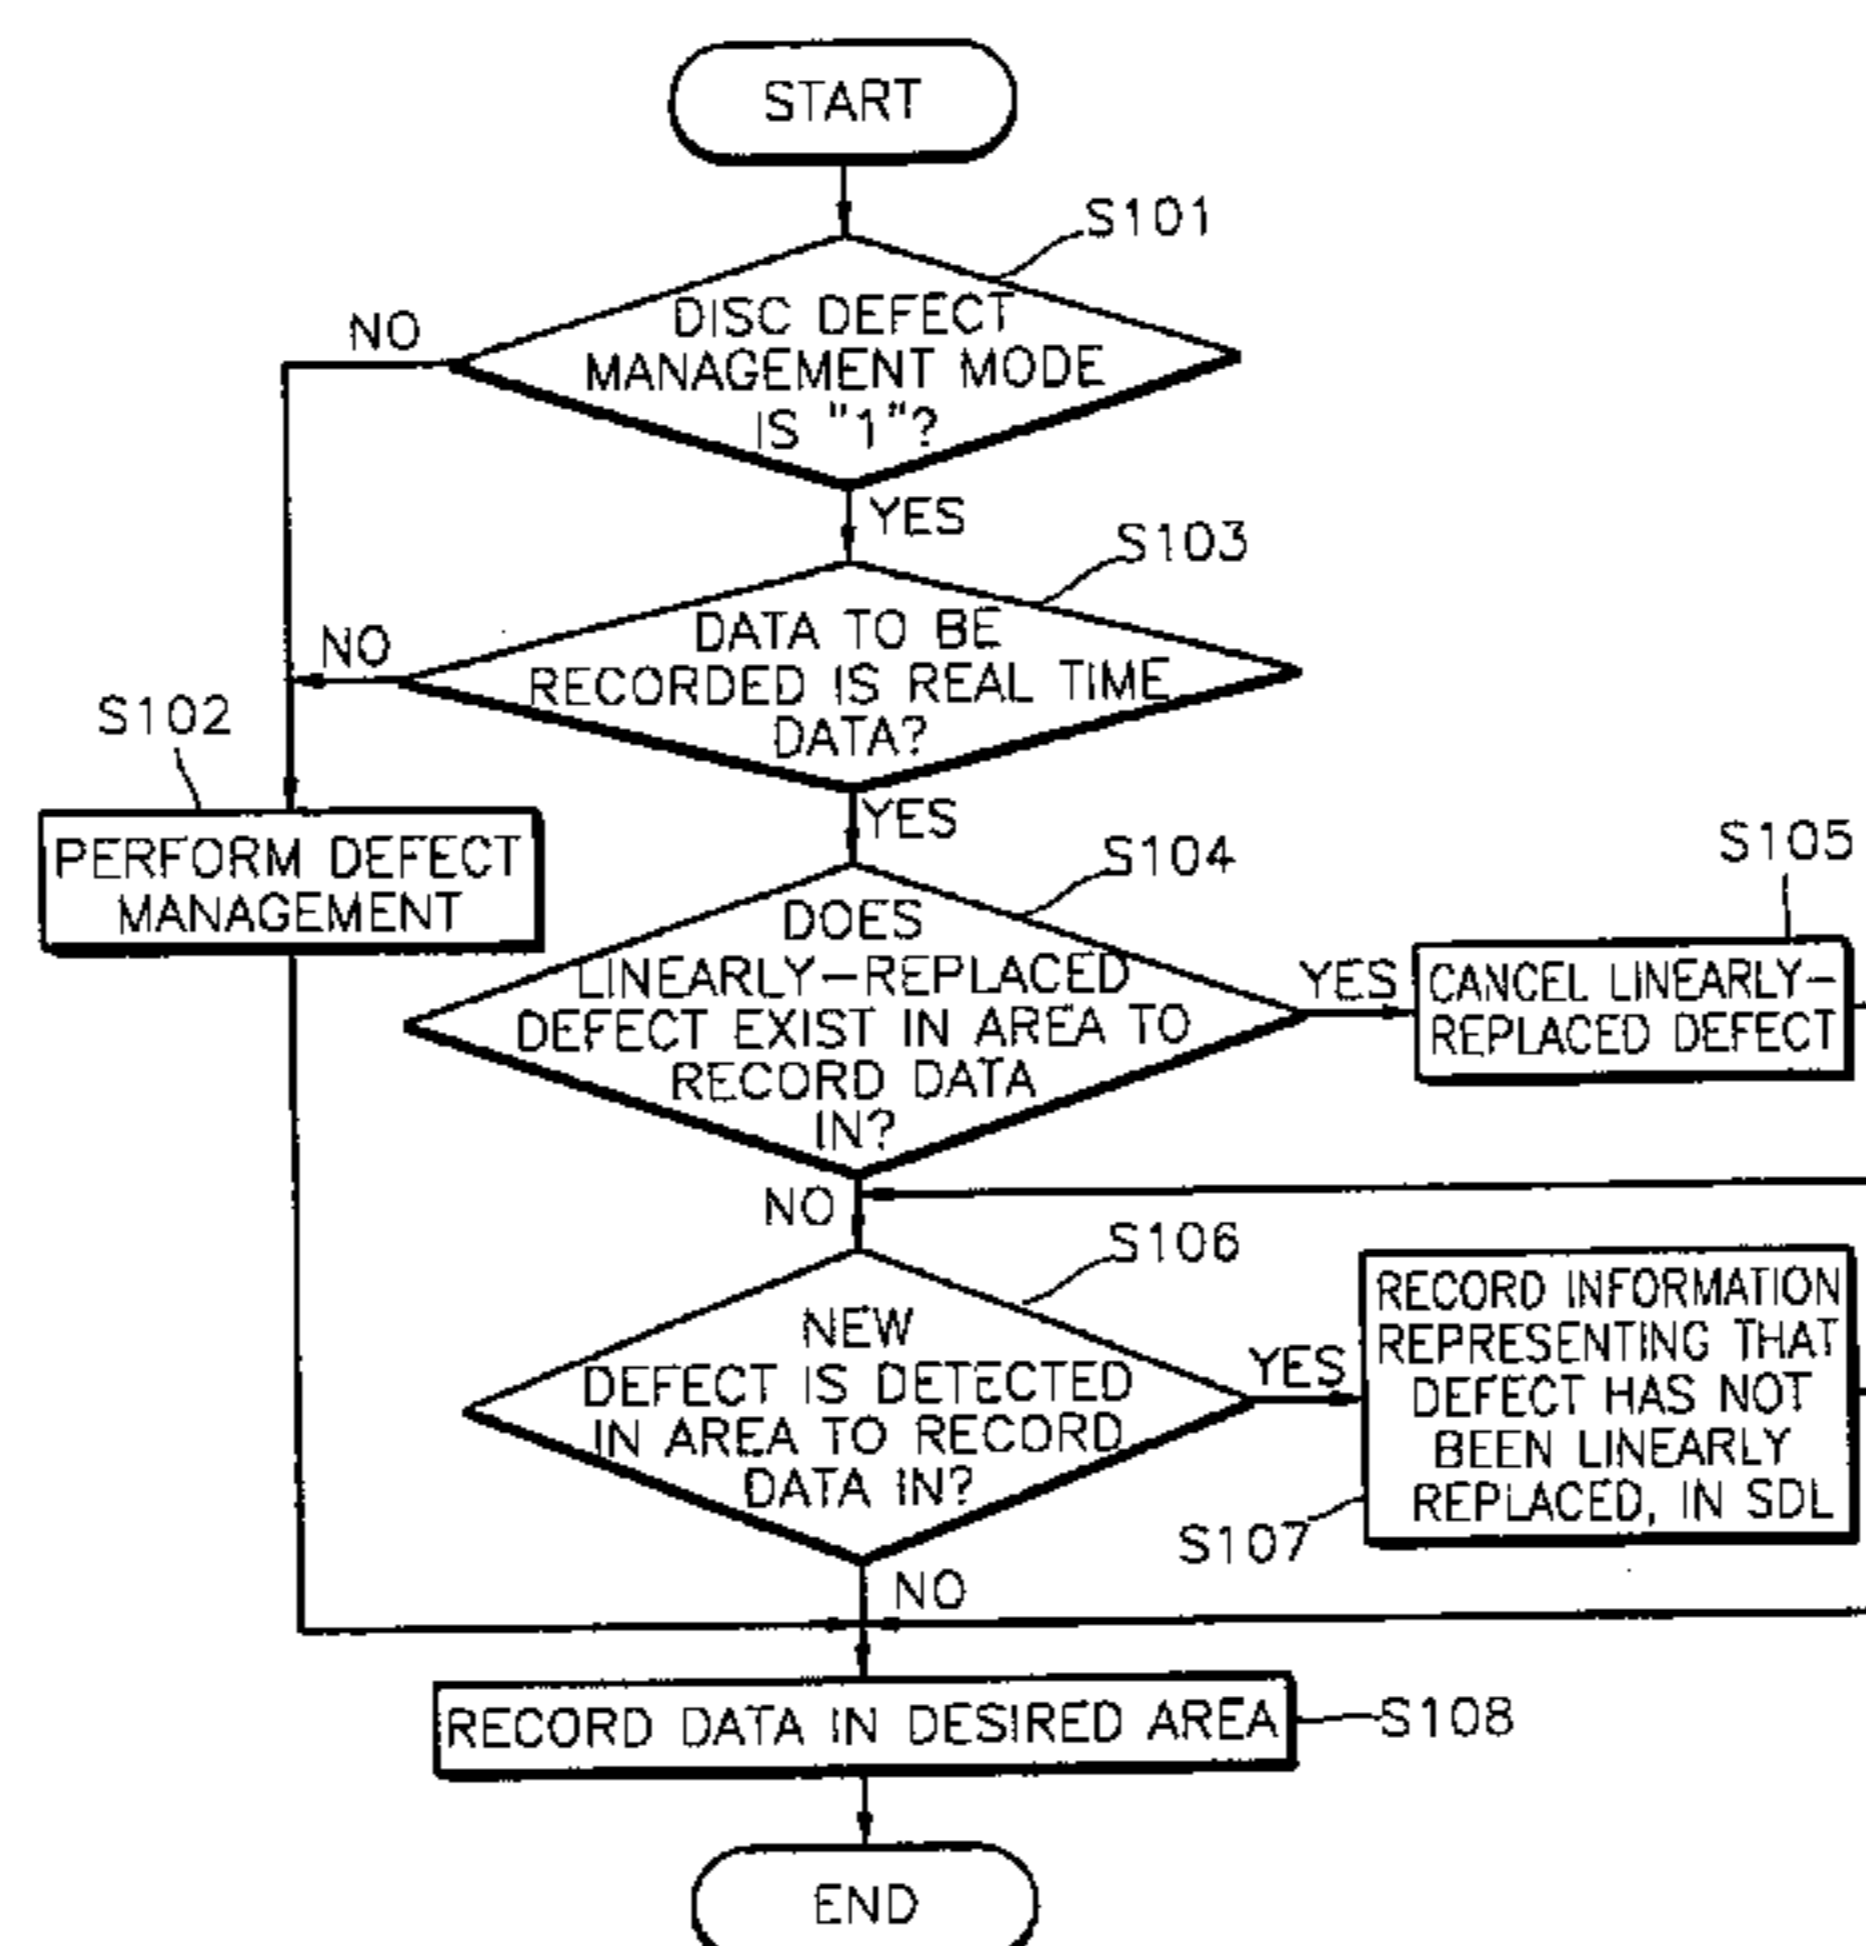 START
S101
DISC DEFECT
MANAGEMENT MODE
IS "1"?
NO
YES
S103
DATA TO BE
RECORDED IS REAL TIME
DATA?
NO
YES
S102
PERFORM DEFECT
MANAGEMENT
S104
DOES
LINEARLY-REPLACED
DEFECT EXIST IN AREA TO
RECORD DATA
IN?
YES
S105
CANCEL LINEARLY-
REPLACED DEFECT
NO
S106
NEW
DEFECT IS DETECTED
IN AREA TO RECORD
DATA IN?
YES
RECORD INFORMATION
REPRESENTING THAT
DEFECT HAS NOT
BEEN LINEARLY
REPLACED, IN SDL
S107
NO
RECORD DATA IN DESIRED AREA
S108
END